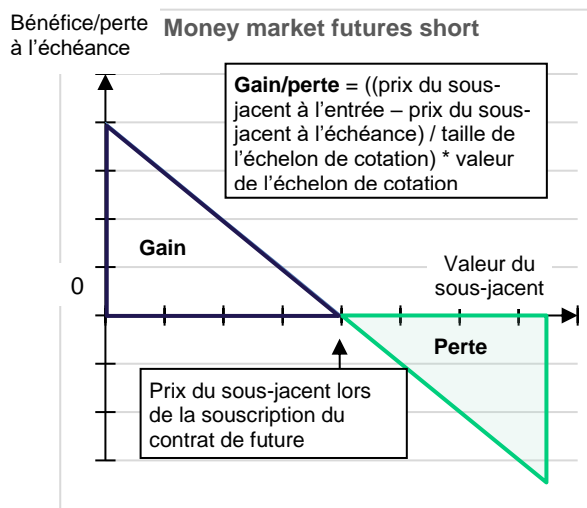 Bénéfice/perte
à l'échéance
Money market futures short
Gain/perte = ((prix du sous-
jacent à l'entrée – prix du sous-
jacent à l'échéance) / taille de
l'échelon de cotation) * valeur
de l'échelon de cotation
Gain
Valeur du
sous-jacent
0
Perte
Prix du sous-jacent lors
de la souscription du
contrat de future